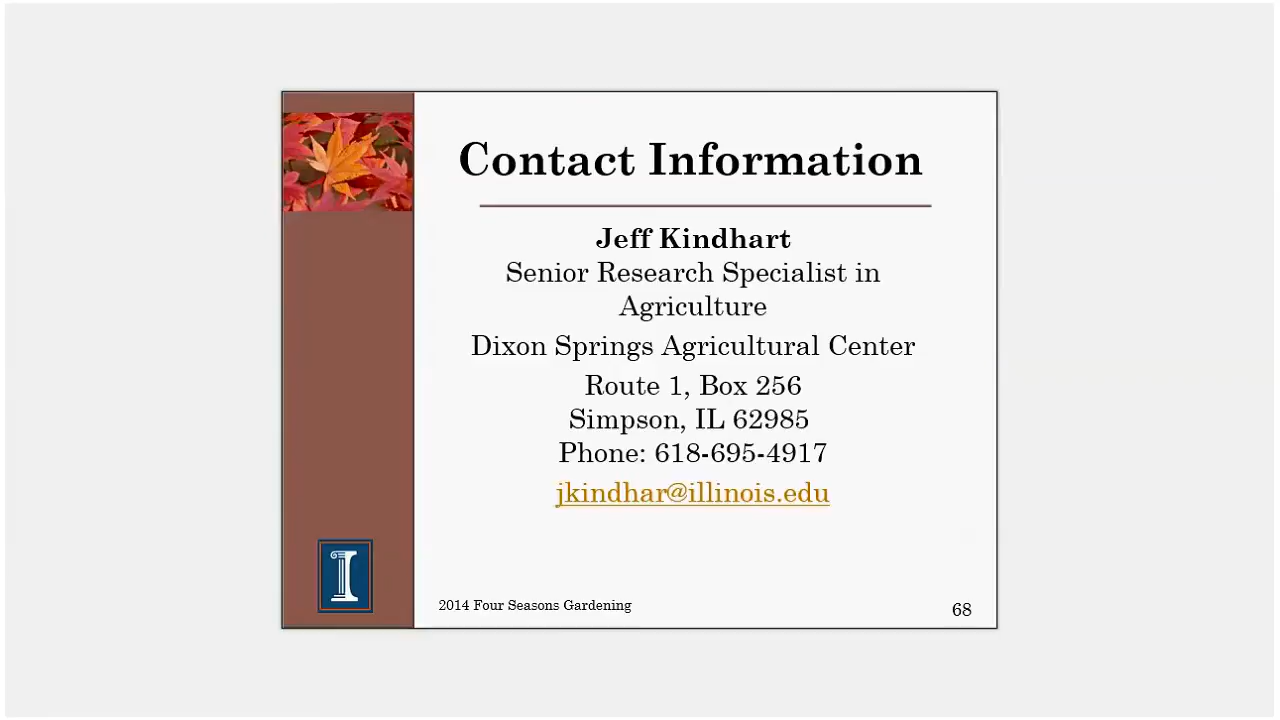 Contact Information
Jeff Kindhart
Senior Research Specialist in
Agriculture
Dixon Springs Agricultural Center
Route 1, Box 256
Simpson, IL 62985
Phone: 618-695-4917
jkindhar@illinois.edu
I
2014 Four Seasons Gardening
68